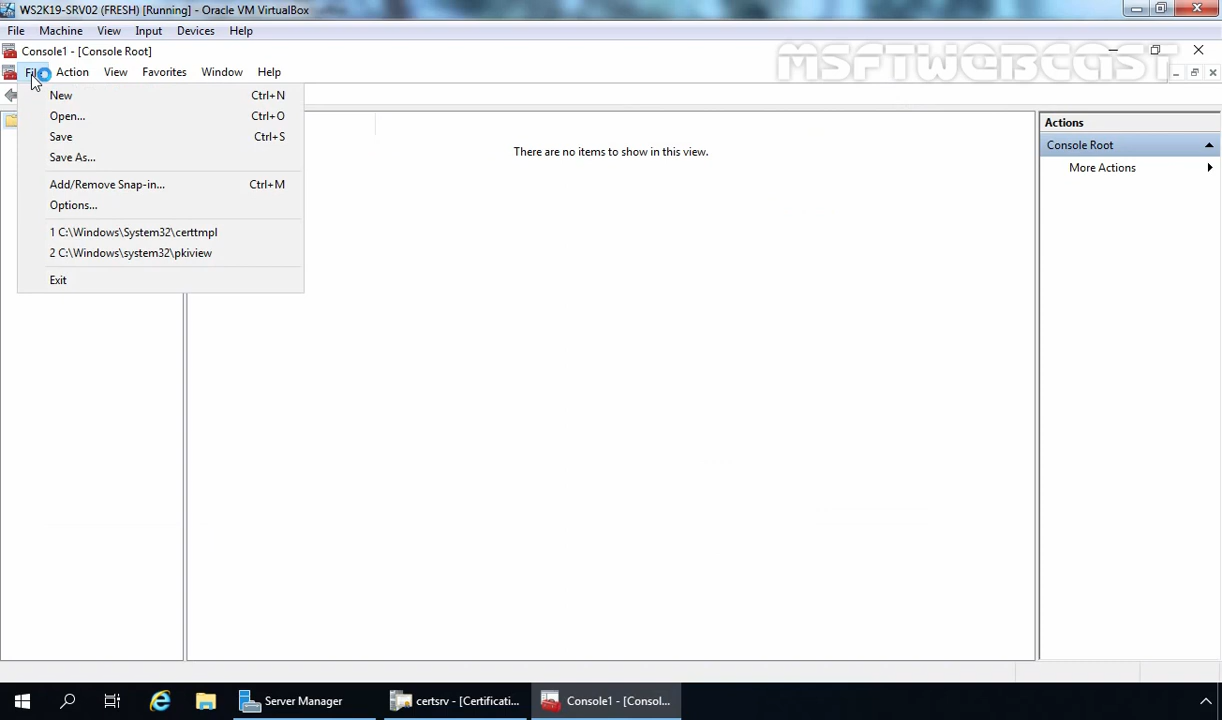 WS2K19-SRV02 (FRESH) [Running] - Oracle VM VirtualBox
File Machine View Input Devices Help
Console1 - [Console Root]
MSFTWEBCAST
Action View Favorites Window Help
New Ctrl+N
Open... Ctrl+O
Save Ctrl+S
Save As...
Add/Remove Snap-in... Ctrl+M
Options...
1 C:\Windows\System32\certtmpl
2 C:\Windows\system32\pkiview
Exit
There are no items to show in this view.
Actions
Console Root
More Actions
Server Manager
certsrv - [Certificati...
Console1 - [Consol...